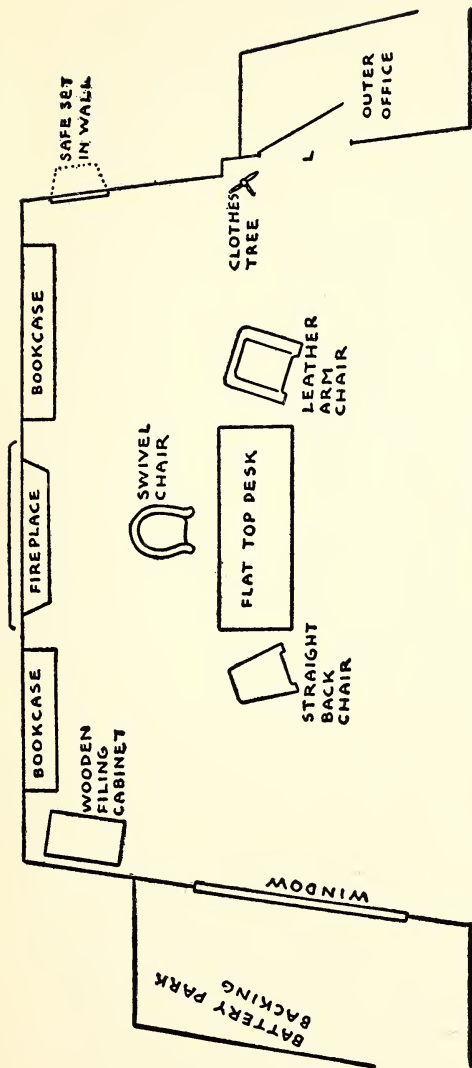 SAFE SET
IN WALL
BOOKCASE
FIREPLACE
BOOKCASE
WOODEN
FILING
CABINET
SWIVEL
CHAIR
CLOTHES
TREE
OUTER
OFFICE
FLAT TOP DESK
LEATHER
ARM
CHAIR
STRAIGHT
BACK
CHAIR
WINDOW
BATTERY PARK
BACKING